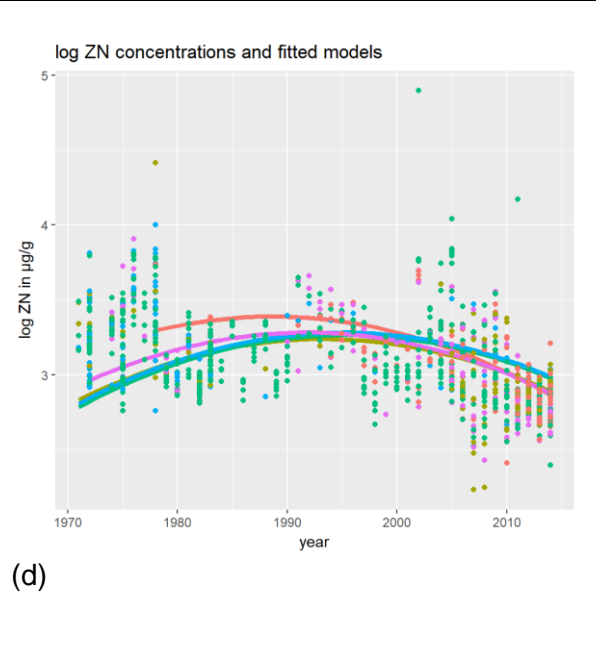 log ZN concentrations and fitted models
5
4
3
log ZN in µg/g
1970 1980 1990 2000 2010
year
(d)